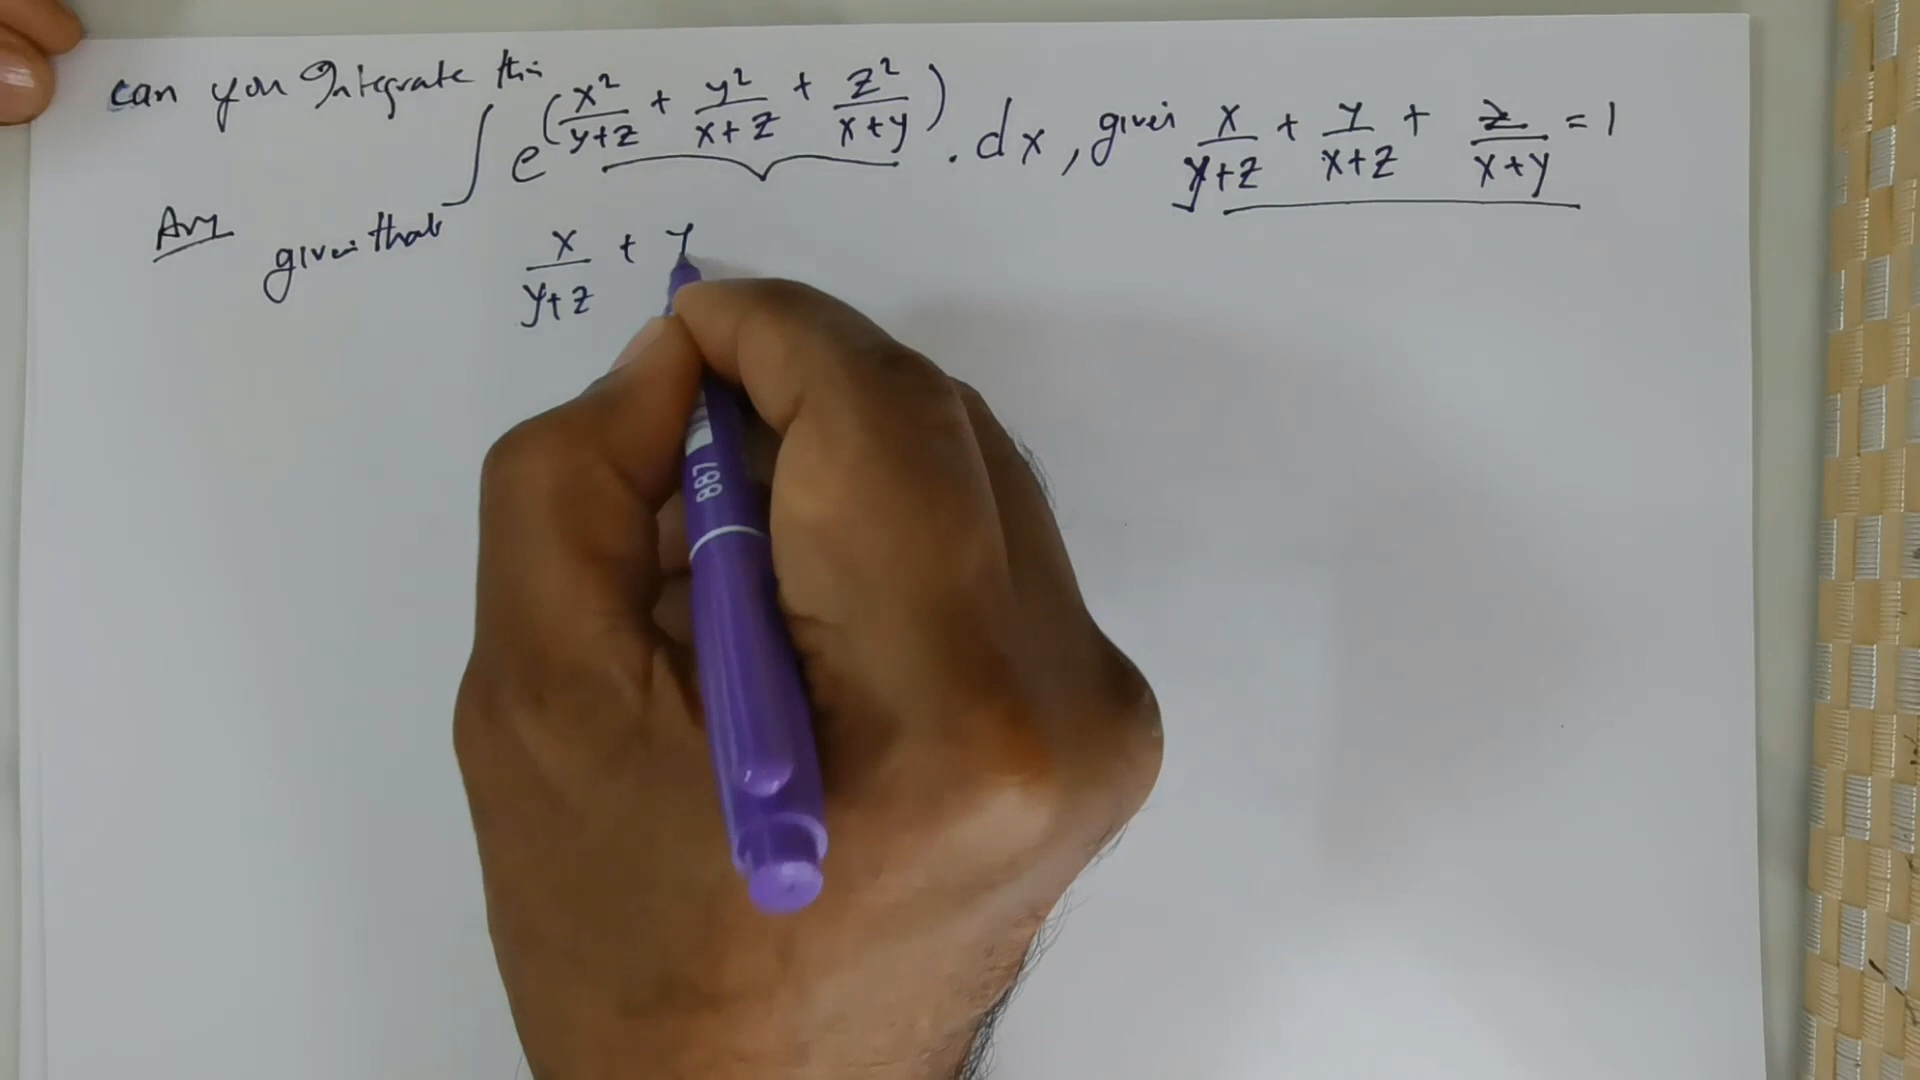 can you Integrate this
∫ e^(x²/(y+z) + y²/(x+z) + z²/(x+y)) . dx, given x/(y+z) + y/(x+z) + z/(x+y) = 1
Ans given that x/(y+z) + y
887